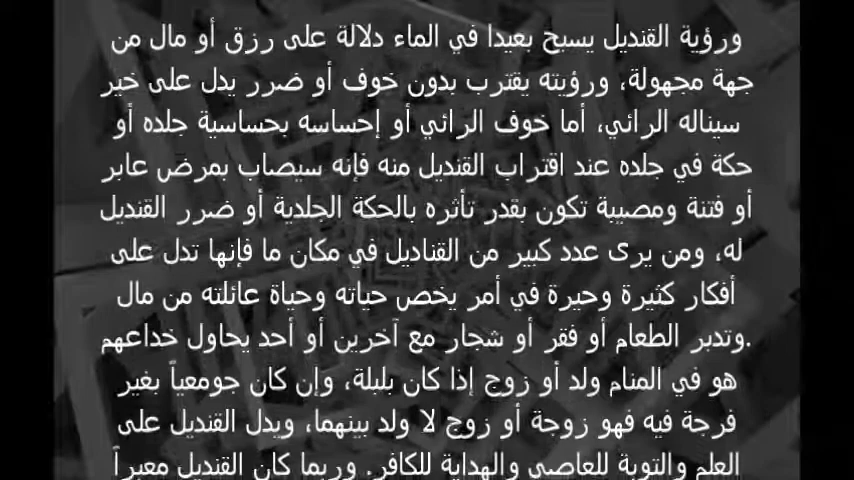 ورؤية القنديل يسبح بعيدا في الماء دلالة على رزق أو مال من
جهة مجهولة، ورؤيته يقترب بدون خوف أو ضرر يدل على خير
سيناله الرائي، أما خوف الرائي أو إحساسه بحساسية جلده أو
حكة في جلده عند اقتراب القنديل منه فإنه سيصاب بمرض عابر
أو فتنة ومصيبة تكون بقدر تأثره بالحكة الجلدية أو ضرر القنديل
له، ومن يرى عدد كبير من القناديل في مكان ما فإنها تدل على
أفكار كثيرة وحيرة في أمر يخص حياته وحياة عائلته من مال
.وتدبر الطعام أو فقر أو شجار مع آخرين أو أحد يحاول خداعهم
هو في المنام ولد أو زوج إذا كان بلبلة، وإن كان جومعياً بغير
فرجة فيه فهو زوجة أو زوج لا ولد بينهما، ويدل القنديل على
العلم والتوبة للعاصي والهداية للكافر. وربما كان القنديل معبراً